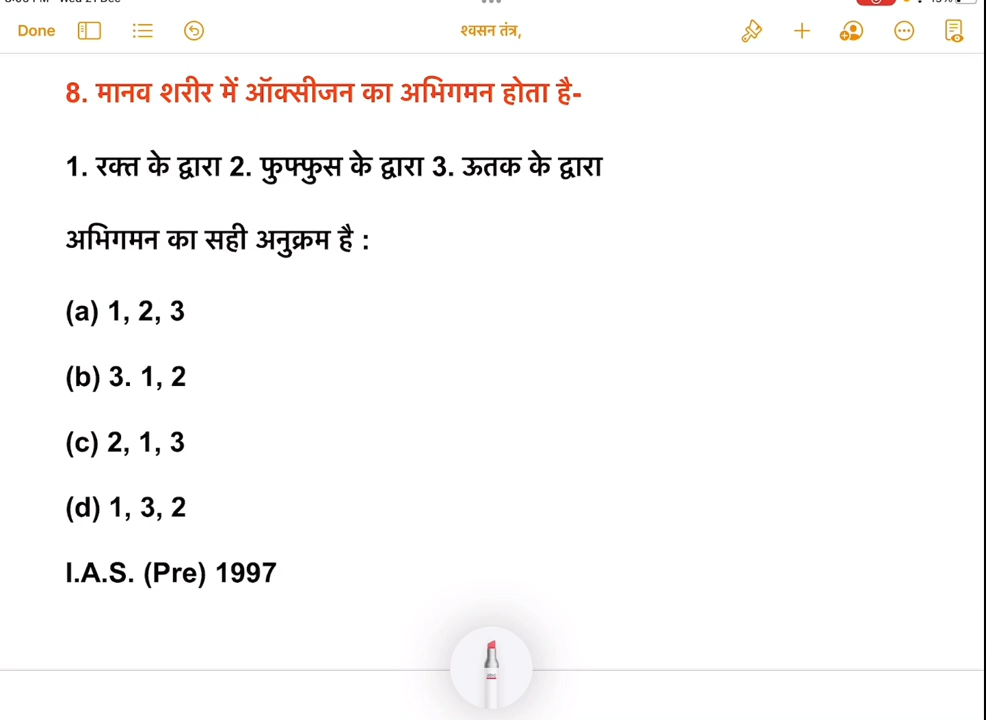 Done
श्वसन तंत्र,
8. मानव शरीर में ऑक्सीजन का अभिगमन होता है-
1. रक्त के द्वारा 2. फुफ्फुस के द्वारा 3. ऊतक के द्वारा
अभिगमन का सही अनुक्रम है :
(a) 1, 2, 3
(b) 3. 1, 2
(c) 2, 1, 3
(d) 1, 3, 2
I.A.S. (Pre) 1997